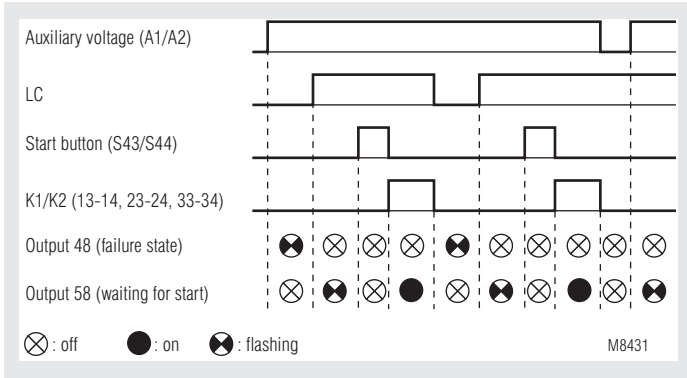 Auxiliary voltage (A1/A2)
LC
Start button (S43/S44)
K1/K2 (13-14, 23-24, 33-34)
Output 48 (failure state)
Output 58 (waiting for start)
: off : on : flashing M8431